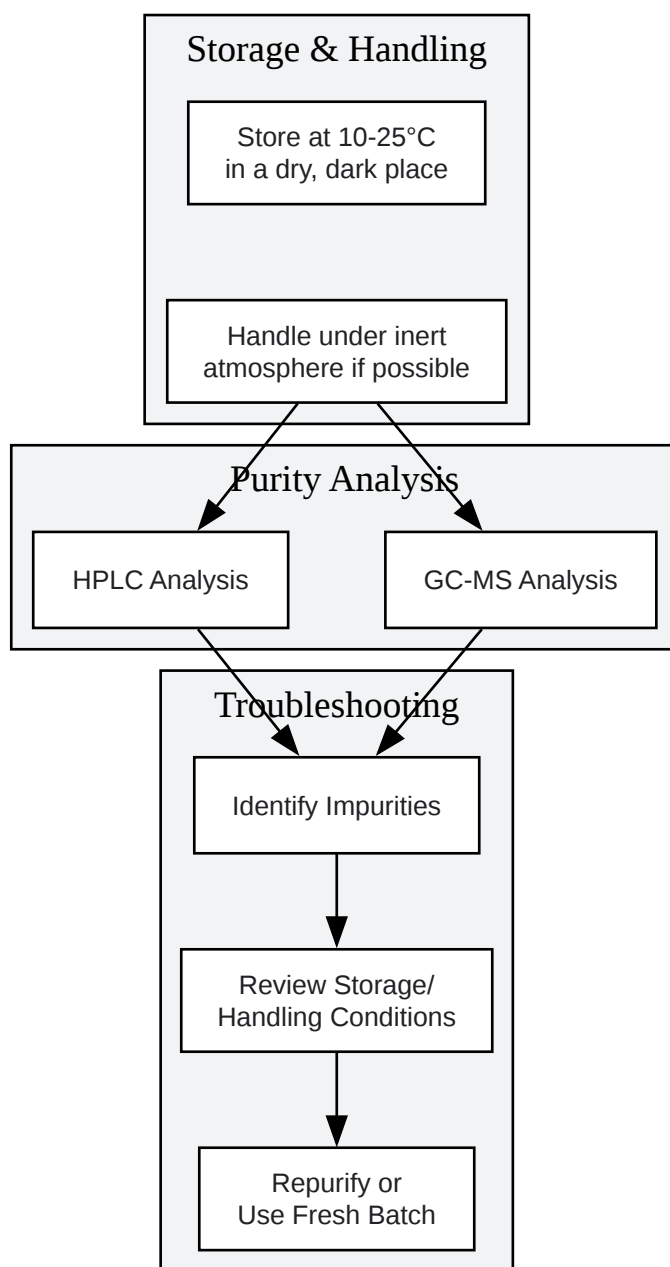 Storage & Handling
Store at 10-25°C
in a dry, dark place
Handle under inert
atmosphere if possible
Purity Analysis
HPLC Analysis
GC-MS Analysis
Troubleshooting
Identify Impurities
Review Storage/
Handling Conditions
Repurify or
Use Fresh Batch